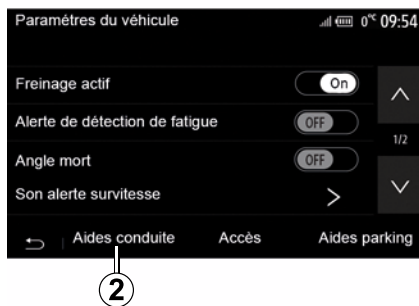 Paramétres du véhicule 0°C 09:54
Freinage actif On
Alerte de détection de fatigue OFF
1/2
Angle mort OFF
Son alerte survitesse
Aides conduite Accès Aides parking
2